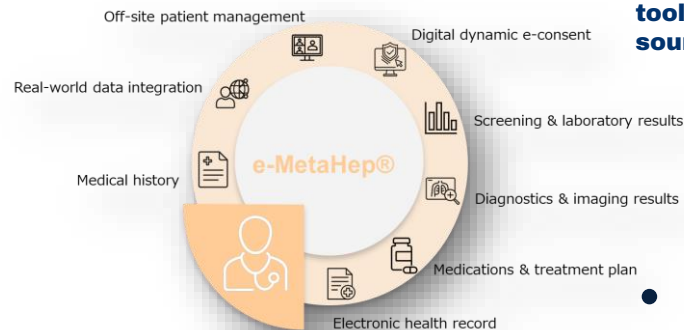 Off-site patient management
tool
Digital dynamic e-consent
Real-world data integration
Screening & laboratory results
e-MetaHep®
Medical history
Diagnostics & imaging results
Medications & treatment plan
Electronic health record